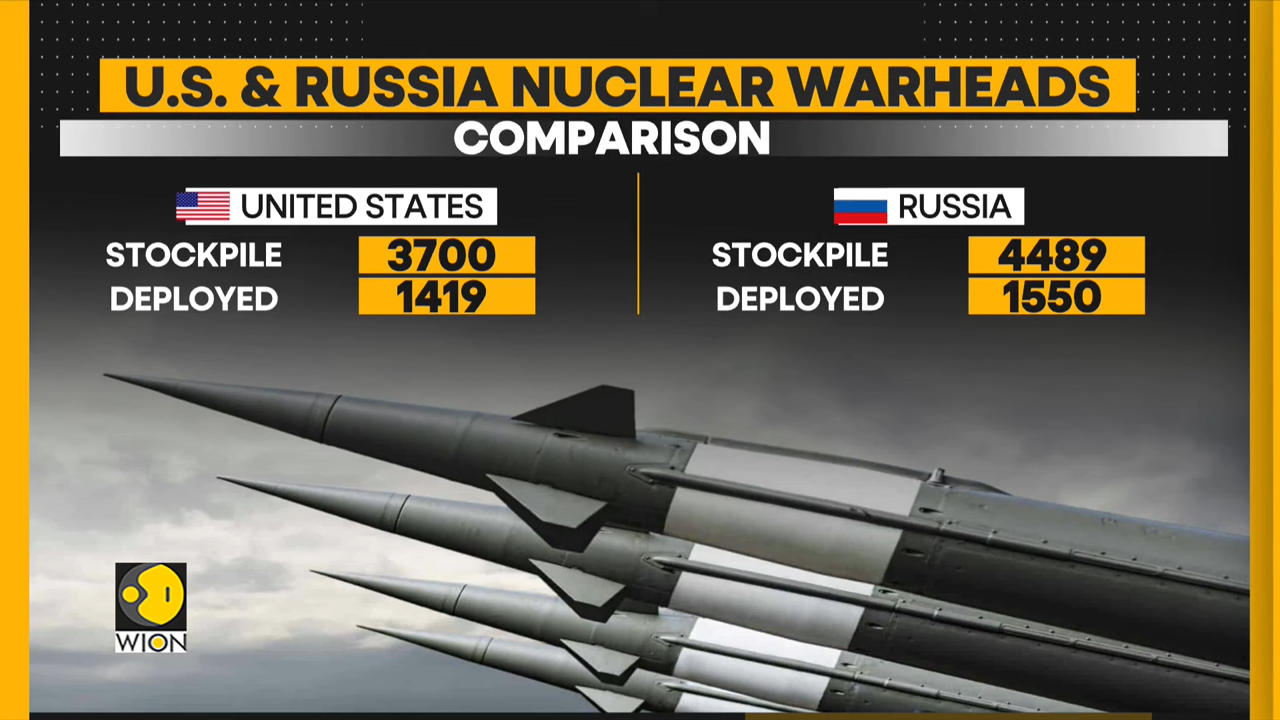 U.S. & RUSSIA NUCLEAR WARHEADS
COMPARISON
UNITED STATES
STOCKPILE 3700
DEPLOYED 1419
RUSSIA
STOCKPILE 4489
DEPLOYED 1550
WION